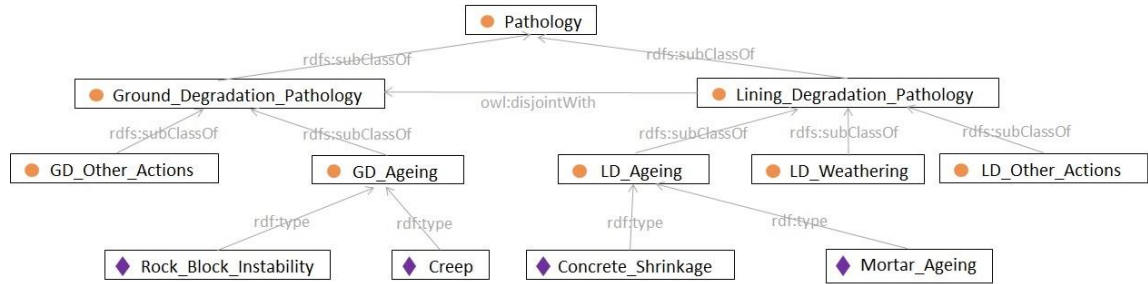 Pathology
rdfs:subClassOf
rdfs:subClassOf
Ground_Degradation_Pathology
owl:disjointWith
Lining_Degradation_Pathology
rdfs:subClassOf
rdfs:subClassOf
rdfs:subClassOf
rdfs:subClassOf
rdfs:subClassOf
GD_Other_Actions
GD_Ageing
LD_Ageing
LD_Weathering
LD_Other_Actions
rdf:type
rdf:type
rdf:type
rdf:type
Rock_Block_Instability
Creep
Concrete_Shrinkage
Mortar_Ageing